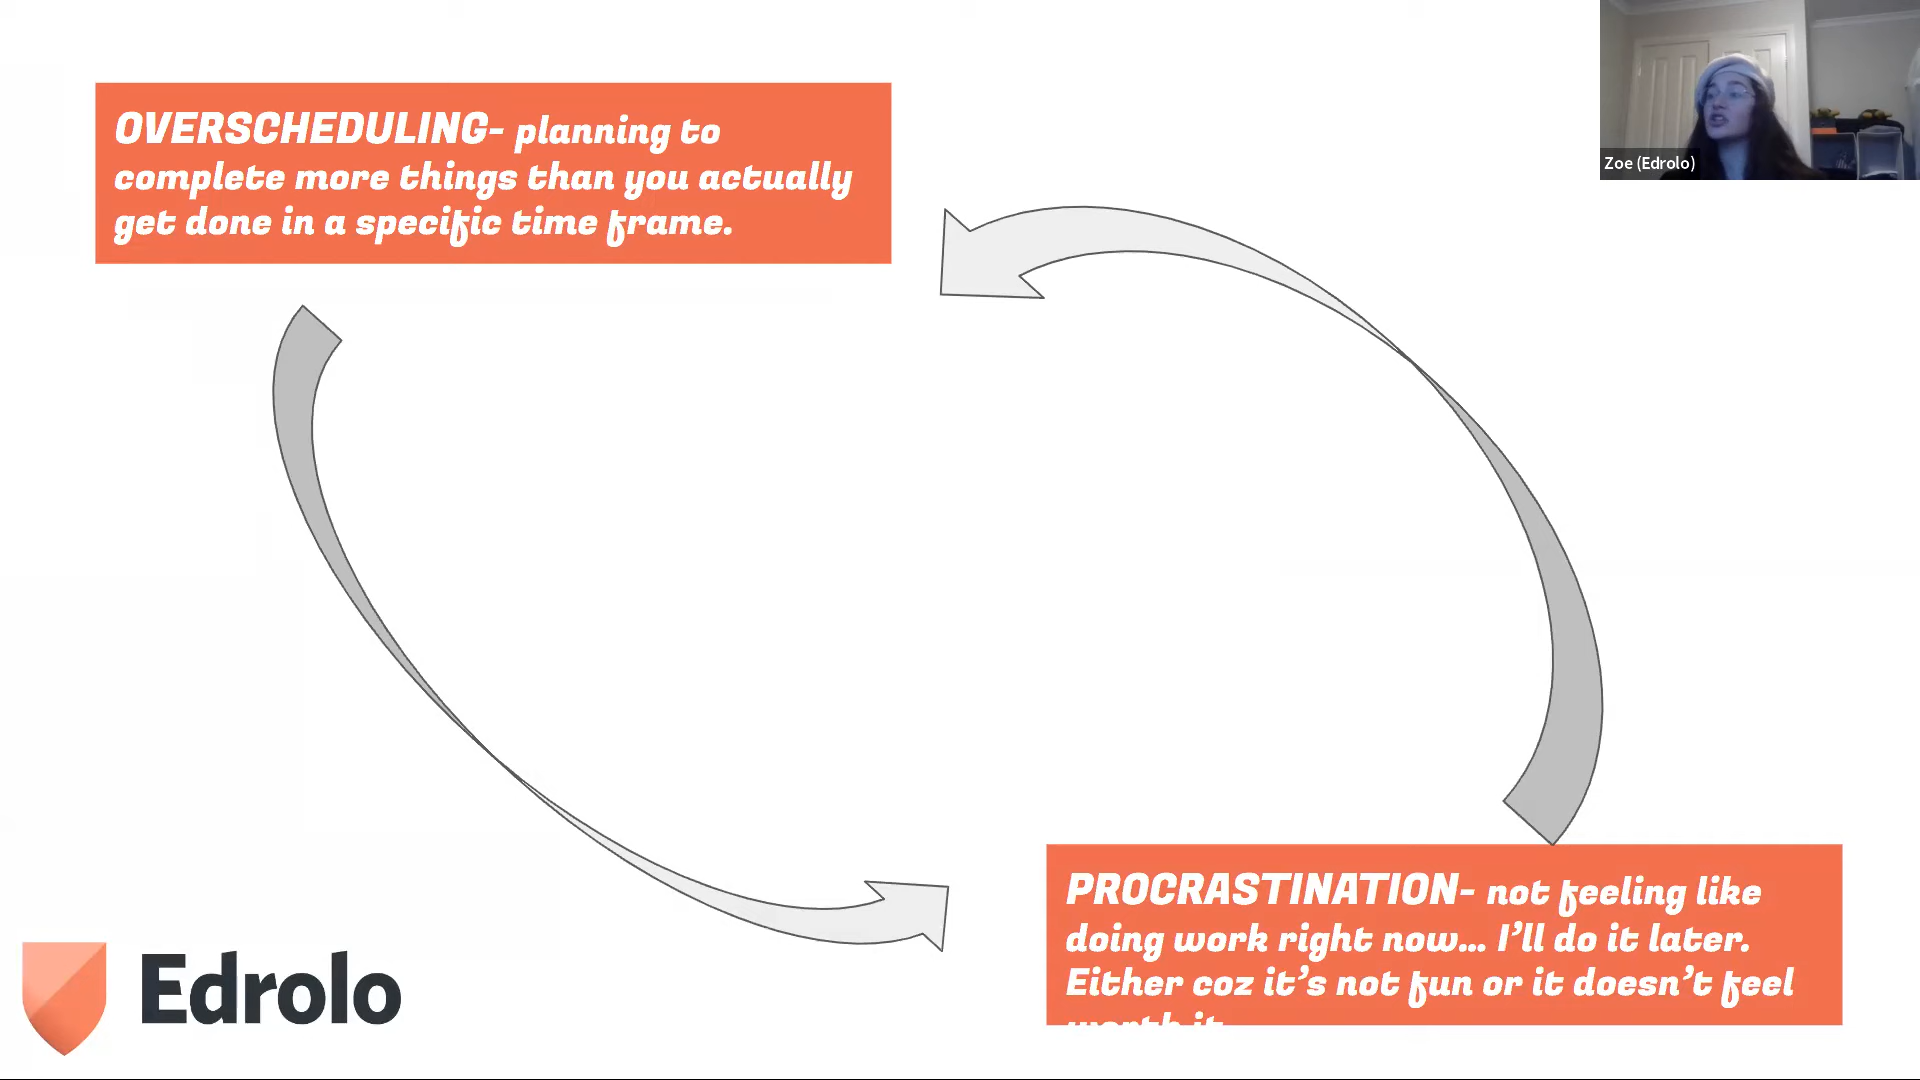 OVERSCHEDULING- planning to
complete more things than you actually
get done in a specific time frame.
Zoe (Edrolo)
PROCRASTINATION- not feeling like
doing work right now... I'll do it later.
Either coz it's not fun or it doesn't feel
worth it
Edrolo